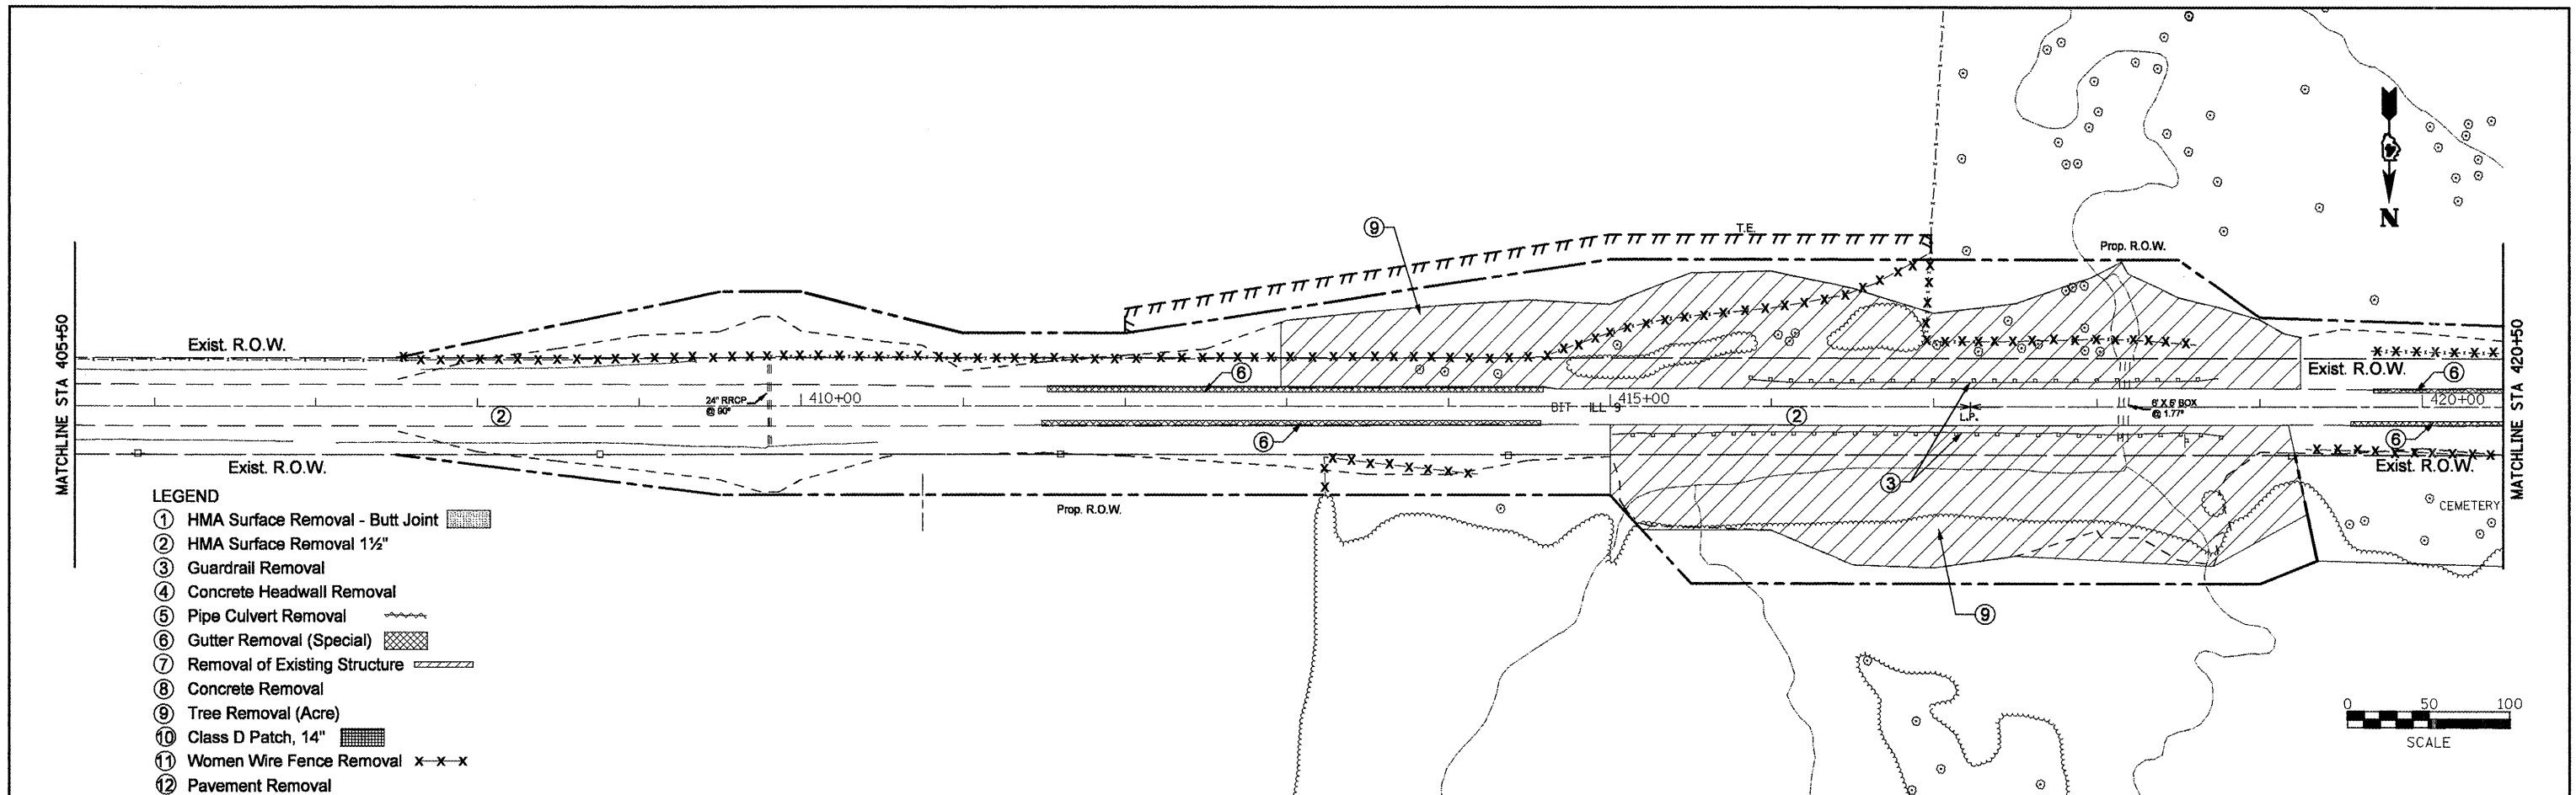 T.E.
Prop. R.O.W.
N
Exist. R.O.W.
Exist. R.O.W.
MATCHLINE STA 405+50
MATCHLINE STA 420+50
9
6
6
24" RRCP
@ 90°
410+00
415+00
420+00
2
BIT ILL 9
2
L.P.
6' X 5' BOX
@ 1.77°
6
6
Exist. R.O.W.
Exist. R.O.W.
3
Prop. R.O.W.
CEMETERY
9
LEGEND
1 HMA Surface Removal - Butt Joint
2 HMA Surface Removal 1½"
3 Guardrail Removal
4 Concrete Headwall Removal
5 Pipe Culvert Removal
6 Gutter Removal (Special)
7 Removal of Existing Structure
8 Concrete Removal
9 Tree Removal (Acre)
10 Class D Patch, 14"
11 Women Wire Fence Removal X—X—X
12 Pavement Removal
0 50 100
SCALE